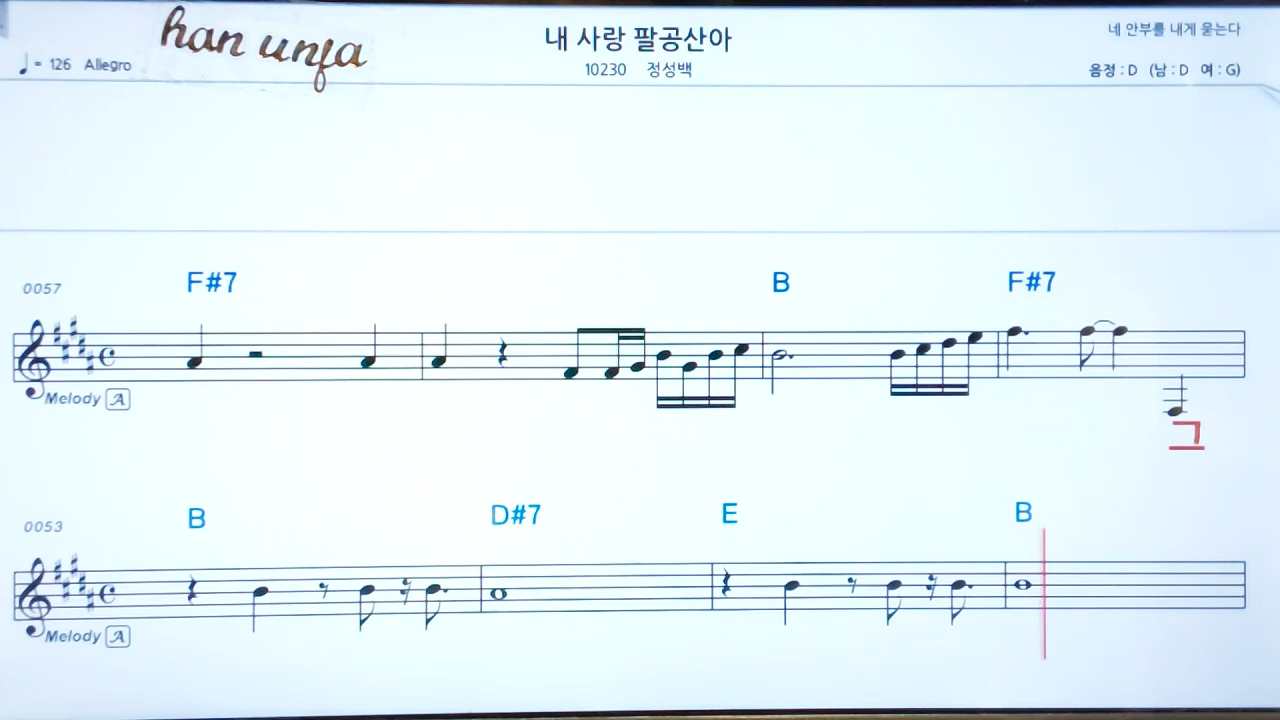 han unfa
내 사랑 팔공산아
네 안부를 내게 묻는다
♩ = 126 Allegro
10230 정성백
음정 : D (남 : D 여 : G)
0057
F#7 B F#7
Melody A
그
0053
B D#7 E B
Melody A